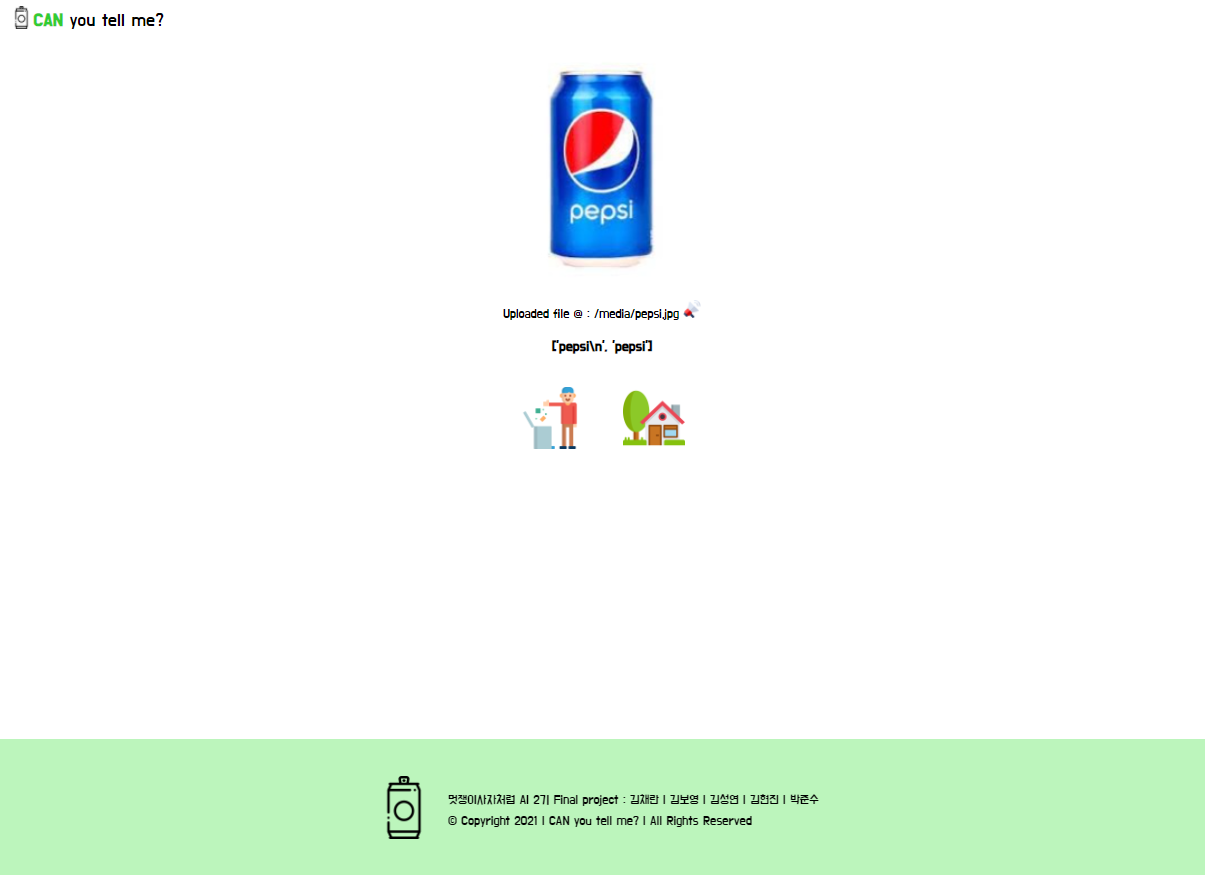 CAN you tell me?
pepsi
Uploaded file @ : /media/pepsi.jpg
['pepsi\n', 'pepsi']
멋쟁이사자처럼 AI 2기 Final project : 김채란 | 김보영 | 김성연 | 김현진 | 박준수
© Copyright 2021 | CAN you tell me? | All Rights Reserved